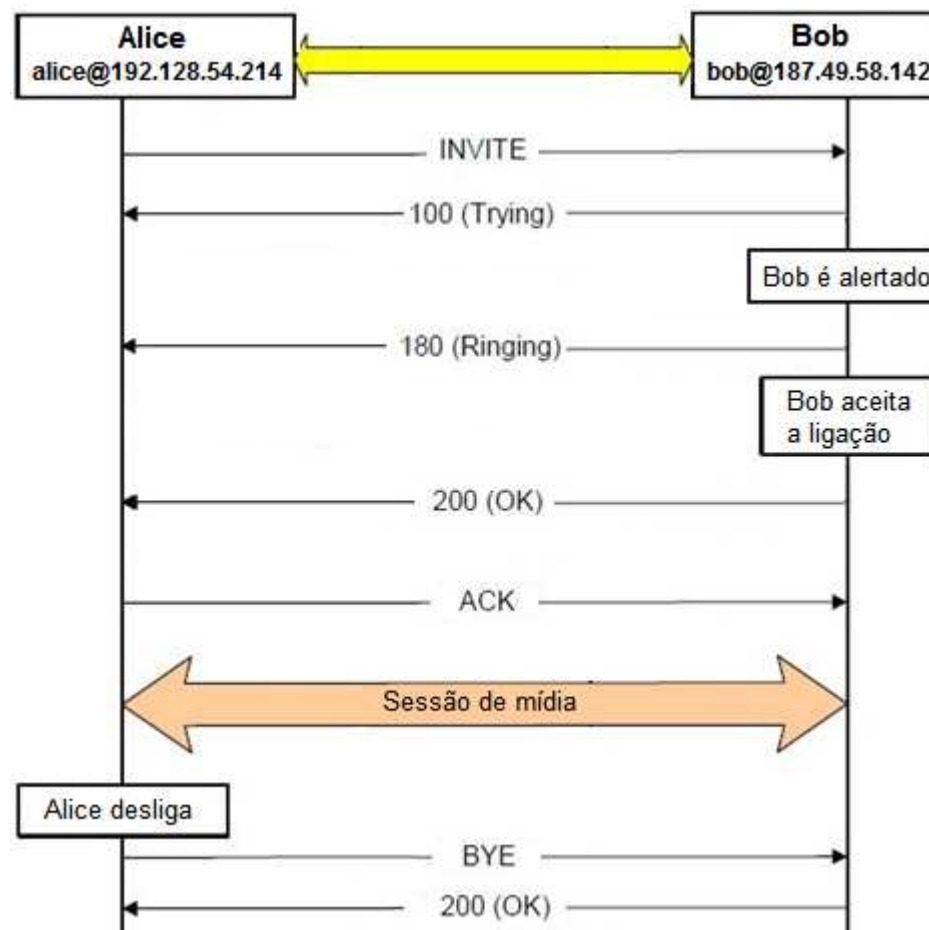 Alice
alice@192.128.54.214
Bob
bob@187.49.58.142
INVITE
100 (Trying)
Bob é alertado
180 (Ringing)
Bob aceita
a ligação
200 (OK)
ACK
Sessão de mídia
Alice desliga
BYE
200 (OK)